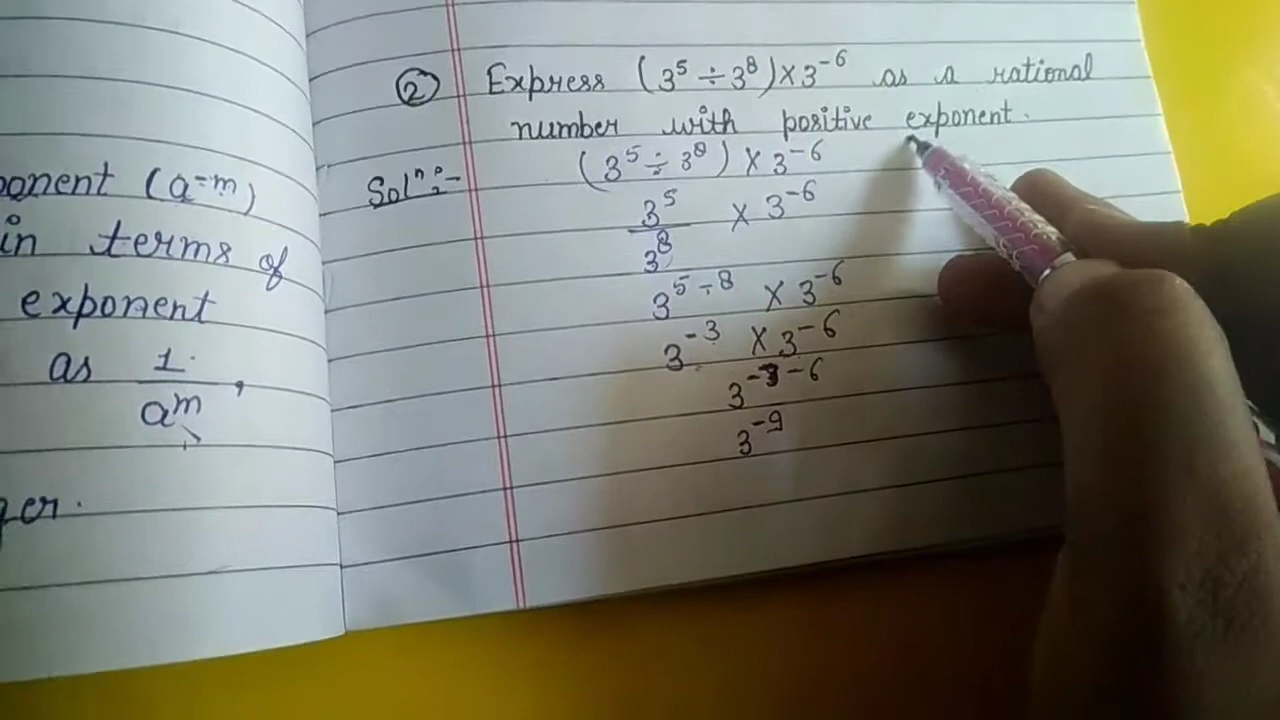 onent (a-m)
in terms of
exponent
as 1/aᵐ,
ger.
② Express (3⁵ ÷ 3⁸) × 3⁻⁶ as a rational
number with positive exponent.
Solⁿ:- (3⁵ ÷ 3⁸) × 3⁻⁶
3⁵/3⁸ × 3⁻⁶
3⁵⁻⁸ × 3⁻⁶
3⁻³ × 3⁻⁶
3⁻³⁻⁶
3⁻⁹